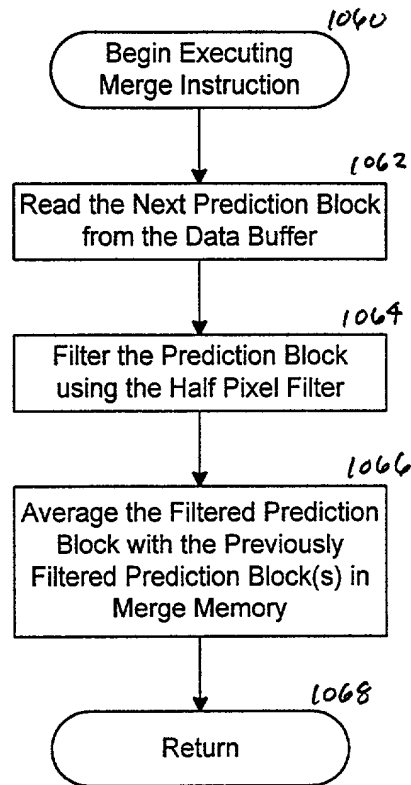 1060
Begin Executing
Merge Instruction
1062
Read the Next Prediction Block
from the Data Buffer
1064
Filter the Prediction Block
using the Half Pixel Filter
1066
Average the Filtered Prediction
Block with the Previously
Filtered Prediction Block(s) in
Merge Memory
1068
Return